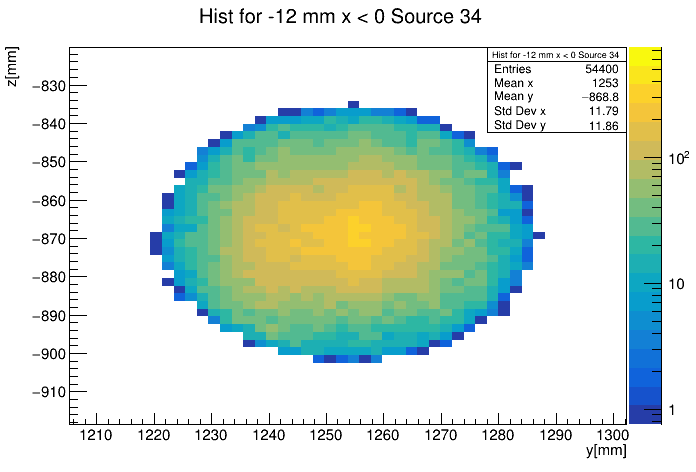 Hist for -12 mm x < 0 Source 34
z[mm]
Hist for -12 mm x < 0 Source 34
Entries 54400
Mean x 1253
Mean y −868.8
Std Dev x 11.79
Std Dev y 11.86
−830
−840
−850
−860
−870
−880
−890
−900
−910
10²
10
1
1210 1220 1230 1240 1250 1260 1270 1280 1290 1300
y[mm]